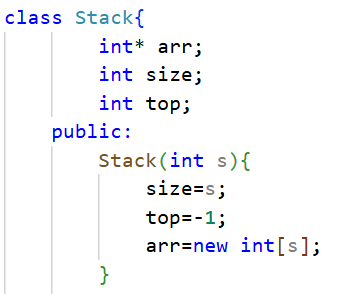 class Stack{
int* arr;
int size;
int top;
public:
Stack(int s){
size=s;
top=-1;
arr=new int[s];
}